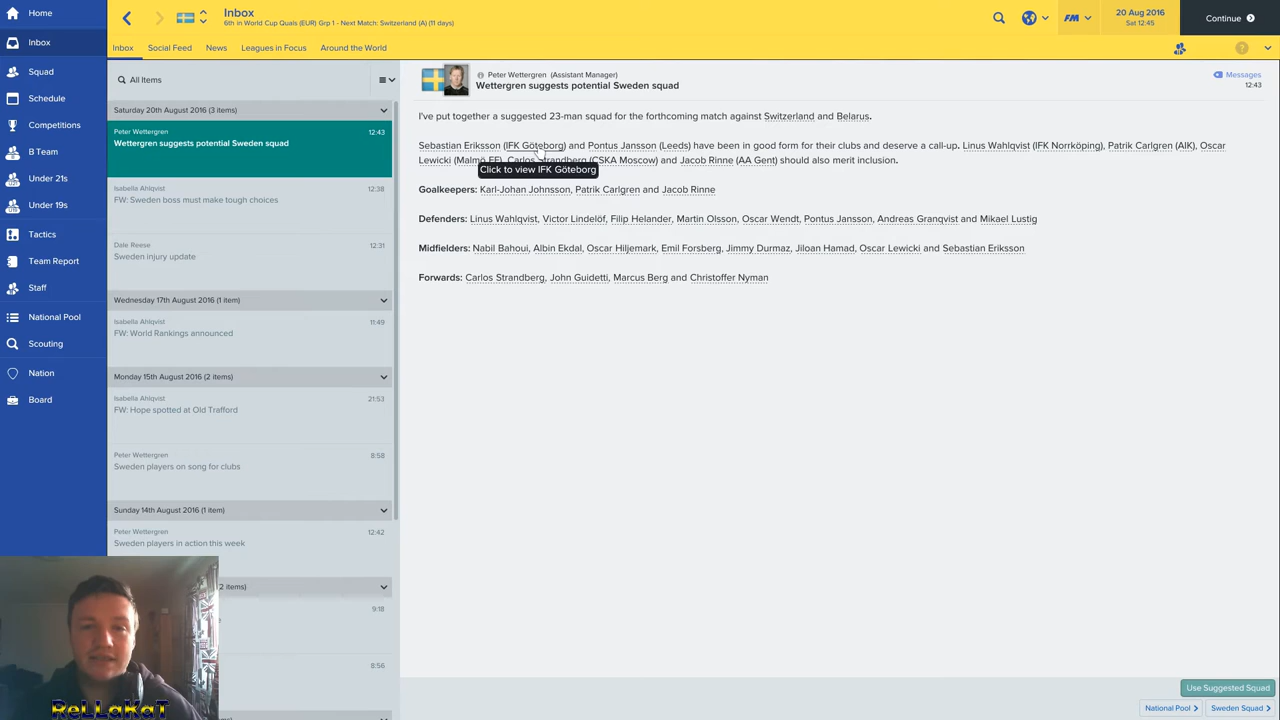 Home
Inbox
Squad
Schedule
Competitions
B Team
Under 21s
Under 19s
Tactics
Team Report
Staff
National Pool
Scouting
Nation
Board
Inbox
6th in World Cup Quals (EUR) Grp 1 - Next Match: Switzerland (A) (11 days)
FM
20 Aug 2016
Sat 12:45
Continue
Inbox
Social Feed
News
Leagues in Focus
Around the World
?
All Items
Saturday 20th August 2016 (3 items)
Peter Wettergren 12:43
Wettergren suggests potential Sweden squad
Isabella Ahlqvist 12:38
FW: Sweden boss must make tough choices
Dale Reese 12:31
Sweden injury update
Wednesday 17th August 2016 (1 item)
Isabella Ahlqvist 11:49
FW: World Rankings announced
Monday 15th August 2016 (2 items)
Isabella Ahlqvist 21:53
FW: Hope spotted at Old Trafford
Peter Wettergren 8:58
Sweden players on song for clubs
Sunday 14th August 2016 (1 item)
Peter Wettergren 12:42
Sweden players in action this week
2 items)
9:18
8:56
Peter Wettergren (Assistant Manager)
Wettergren suggests potential Sweden squad
Messages
12:43
I've put together a suggested 23-man squad for the forthcoming match against Switzerland and Belarus.
Sebastian Eriksson (IFK Göteborg) and Pontus Jansson (Leeds) have been in good form for their clubs and deserve a call-up. Linus Wahlqvist (IFK Norrköping), Patrik Carlgren (AIK), Oscar
Lewicki (Malmö FF), Carlos Strandberg (CSKA Moscow) and Jacob Rinne (AA Gent) should also merit inclusion.
Click to view IFK Göteborg
Goalkeepers: Karl-Johan Johnsson, Patrik Carlgren and Jacob Rinne
Defenders: Linus Wahlqvist, Victor Lindelöf, Filip Helander, Martin Olsson, Oscar Wendt, Pontus Jansson, Andreas Granqvist and Mikael Lustig
Midfielders: Nabil Bahoui, Albin Ekdal, Oscar Hiljemark, Emil Forsberg, Jimmy Durmaz, Jiloan Hamad, Oscar Lewicki and Sebastian Eriksson
Forwards: Carlos Strandberg, John Guidetti, Marcus Berg and Christoffer Nyman
Use Suggested Squad
National Pool
Sweden Squad
ReLLaKaT